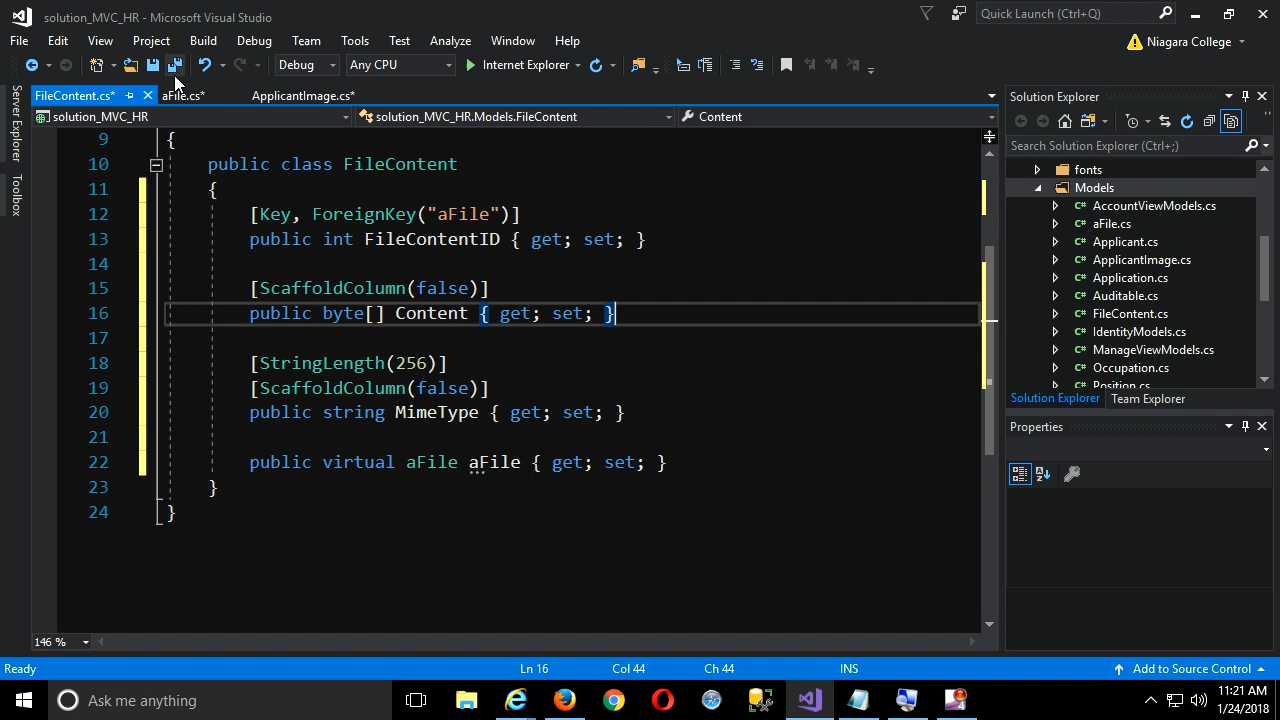 solution_MVC_HR - Microsoft Visual Studio
Quick Launch (Ctrl+Q)
File Edit View Project Build Debug Team Tools Test Analyze Window Help
Niagara College
Debug Any CPU Internet Explorer
Server Explorer
Toolbox
FileContent.cs* aFile.cs* ApplicantImage.cs*
solution_MVC_HR solution_MVC_HR.Models.FileContent Content
9 {
10 public class FileContent
11 {
12 [Key, ForeignKey("aFile")]
13 public int FileContentID { get; set; }
14
15 [ScaffoldColumn(false)]
16 public byte[] Content { get; set; }
17
18 [StringLength(256)]
19 [ScaffoldColumn(false)]
20 public string MimeType { get; set; }
21
22 public virtual aFile aFile { get; set; }
23 }
24 }
146 %
Solution Explorer
Search Solution Explorer (Ctrl+;)
fonts
Models
C# AccountViewModels.cs
C# aFile.cs
C# Applicant.cs
C# ApplicantImage.cs
C# Application.cs
C# Auditable.cs
C# FileContent.cs
C# IdentityModels.cs
C# ManageViewModels.cs
C# Occupation.cs
C# Position.cs
Solution Explorer Team Explorer
Properties
Ready Ln 16 Col 44 Ch 44 INS Add to Source Control
Ask me anything
11:21 AM
1/24/2018